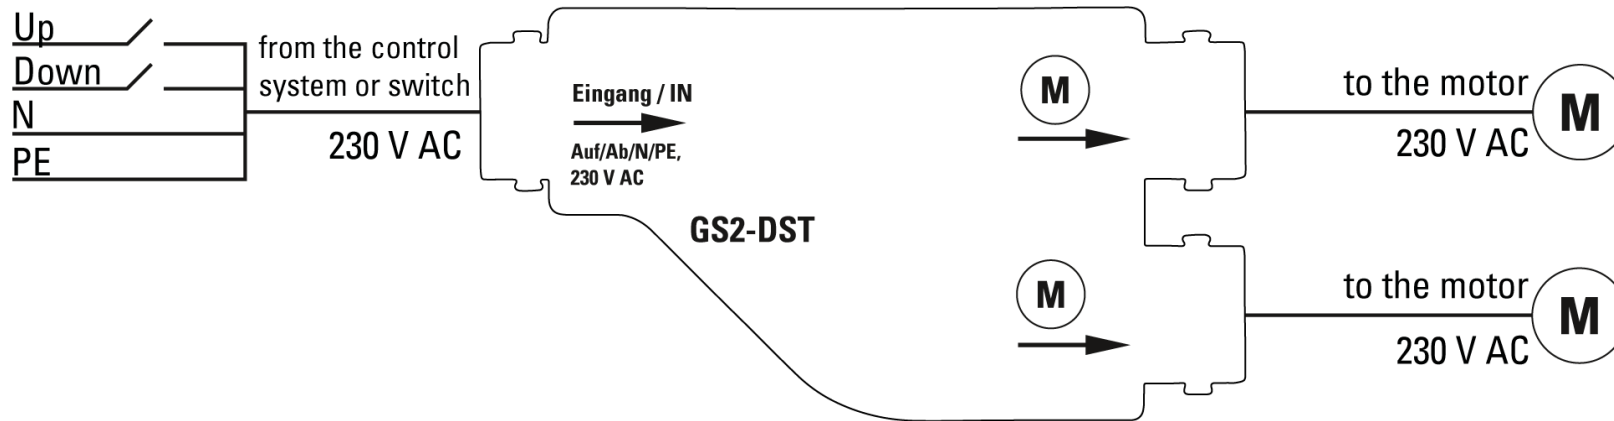 Up
Down
N
PE
from the control
system or switch
230 V AC
Eingang / IN
Auf/Ab/N/PE,
230 V AC
GS2-DST
M
M
to the motor
230 V AC
M
to the motor
230 V AC
M